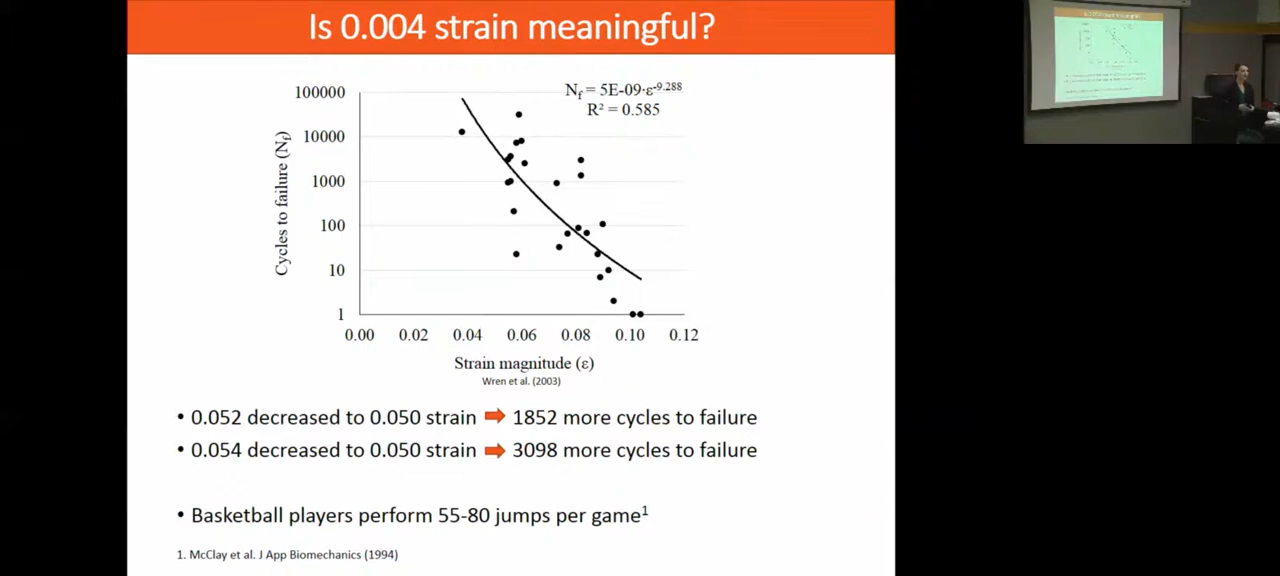 Is 0.004 strain meaningful?
N_f = 5E-09·ε^-9.288
R² = 0.585
Cycles to failure (N_f)
100000
10000
1000
100
10
1
0.00 0.02 0.04 0.06 0.08 0.10 0.12
Strain magnitude (ε)
Wren et al. (2003)
• 0.052 decreased to 0.050 strain ➡ 1852 more cycles to failure
• 0.054 decreased to 0.050 strain ➡ 3098 more cycles to failure
• Basketball players perform 55-80 jumps per game¹
1. McClay et al. J App Biomechanics (1994)